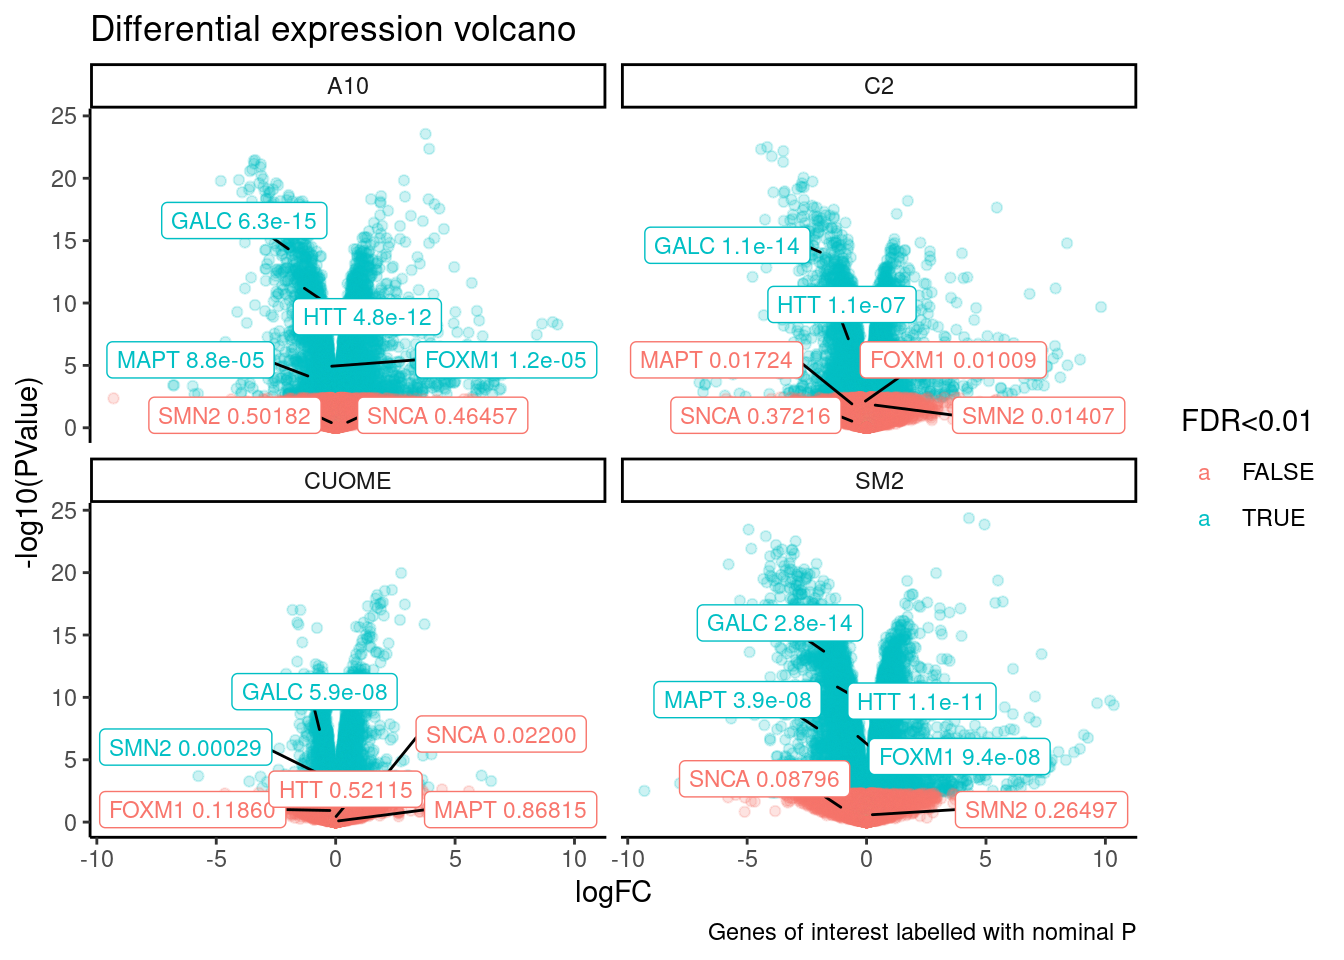 Differential expression volcano
A10
C2
25
20
15
10
5
0
GALC 6.3e-15
HTT 4.8e-12
MAPT 8.8e-05
FOXM1 1.2e-05
SMN2 0.50182
SNCA 0.46457
GALC 1.1e-14
HTT 1.1e-07
MAPT 0.01724
FOXM1 0.01009
SNCA 0.37216
SMN2 0.01407
-log10(PValue)
CUOME
SM2
25
20
15
10
5
0
GALC 5.9e-08
SNCA 0.02200
SMN2 0.00029
HTT 0.52115
FOXM1 0.11860
MAPT 0.86815
GALC 2.8e-14
MAPT 3.9e-08
HTT 1.1e-11
FOXM1 9.4e-08
SNCA 0.08796
SMN2 0.26497
-10 -5 0 5 10
-10 -5 0 5 10
logFC
Genes of interest labelled with nominal P
FDR<0.01
a FALSE
a TRUE